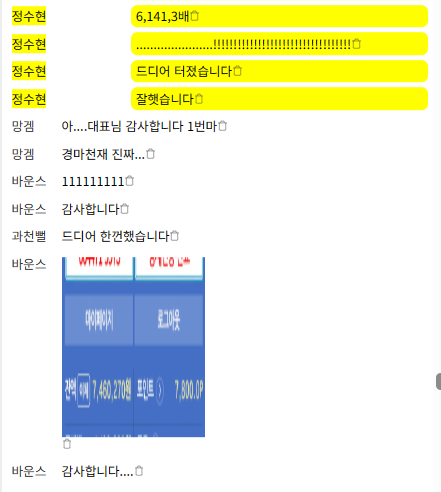 정수현 6,141,3배
정수현 ......................!!!!!!!!!!!!!!!!!!!!!!!!!!!!!!!!!!!
정수현 드디어 터졌습니다
정수현 잘햇습니다
망겜 아....대표님 감사합니다 1번마
망겜 경마천재 진짜...
바운스 111111111
바운스 감사합니다
과천뻘 드디어 한껀했습니다
바운스
마이페이지 로그아웃
잔액 이체 7,460,270원 포인트 7,800.0P
바운스 감사합니다....